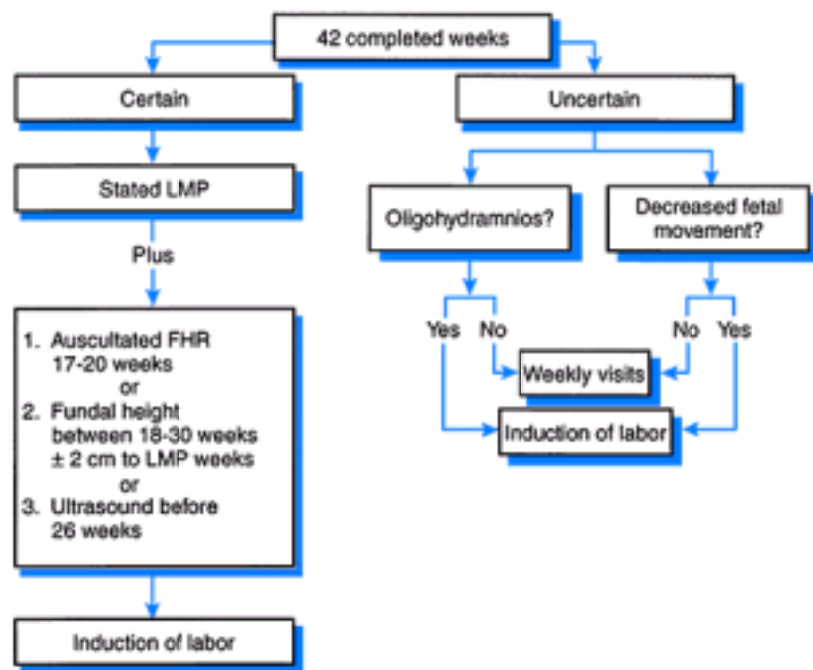 42 completed weeks
Certain
Uncertain
Stated LMP
Oligohydramnios?
Decreased fetal
movement?
Plus
1. Auscultated FHR
17-20 weeks
or
2. Fundal height
between 18-30 weeks
± 2 cm to LMP weeks
or
3. Ultrasound before
26 weeks
Yes No No Yes
Weekly visits
Induction of labor
Induction of labor